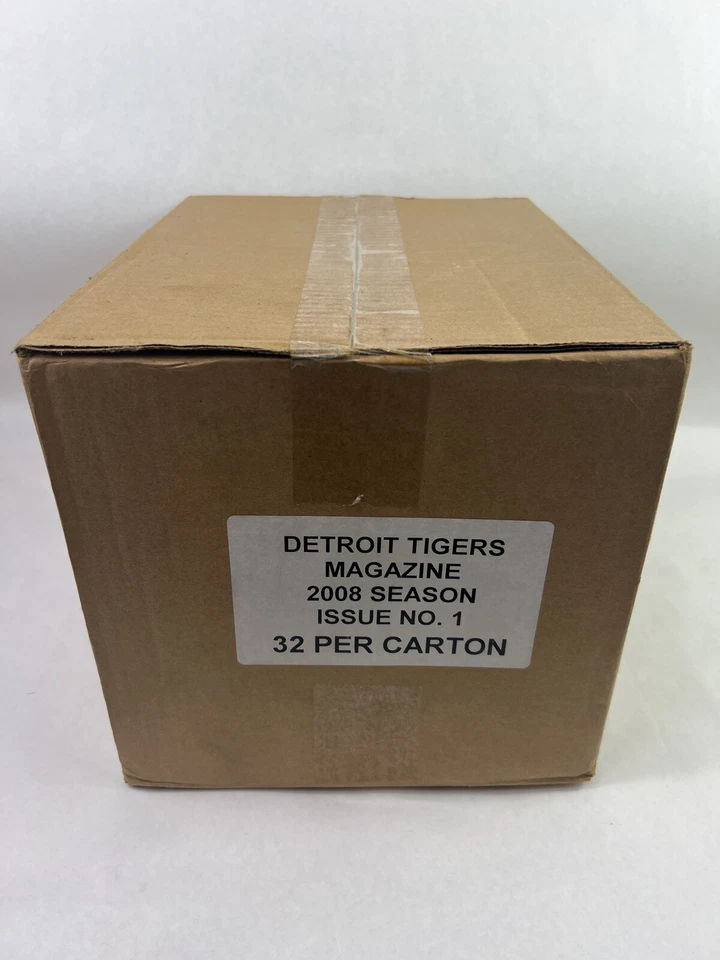 DETROIT TIGERS
MAGAZINE
2008 SEASON
ISSUE NO. 1
32 PER CARTON